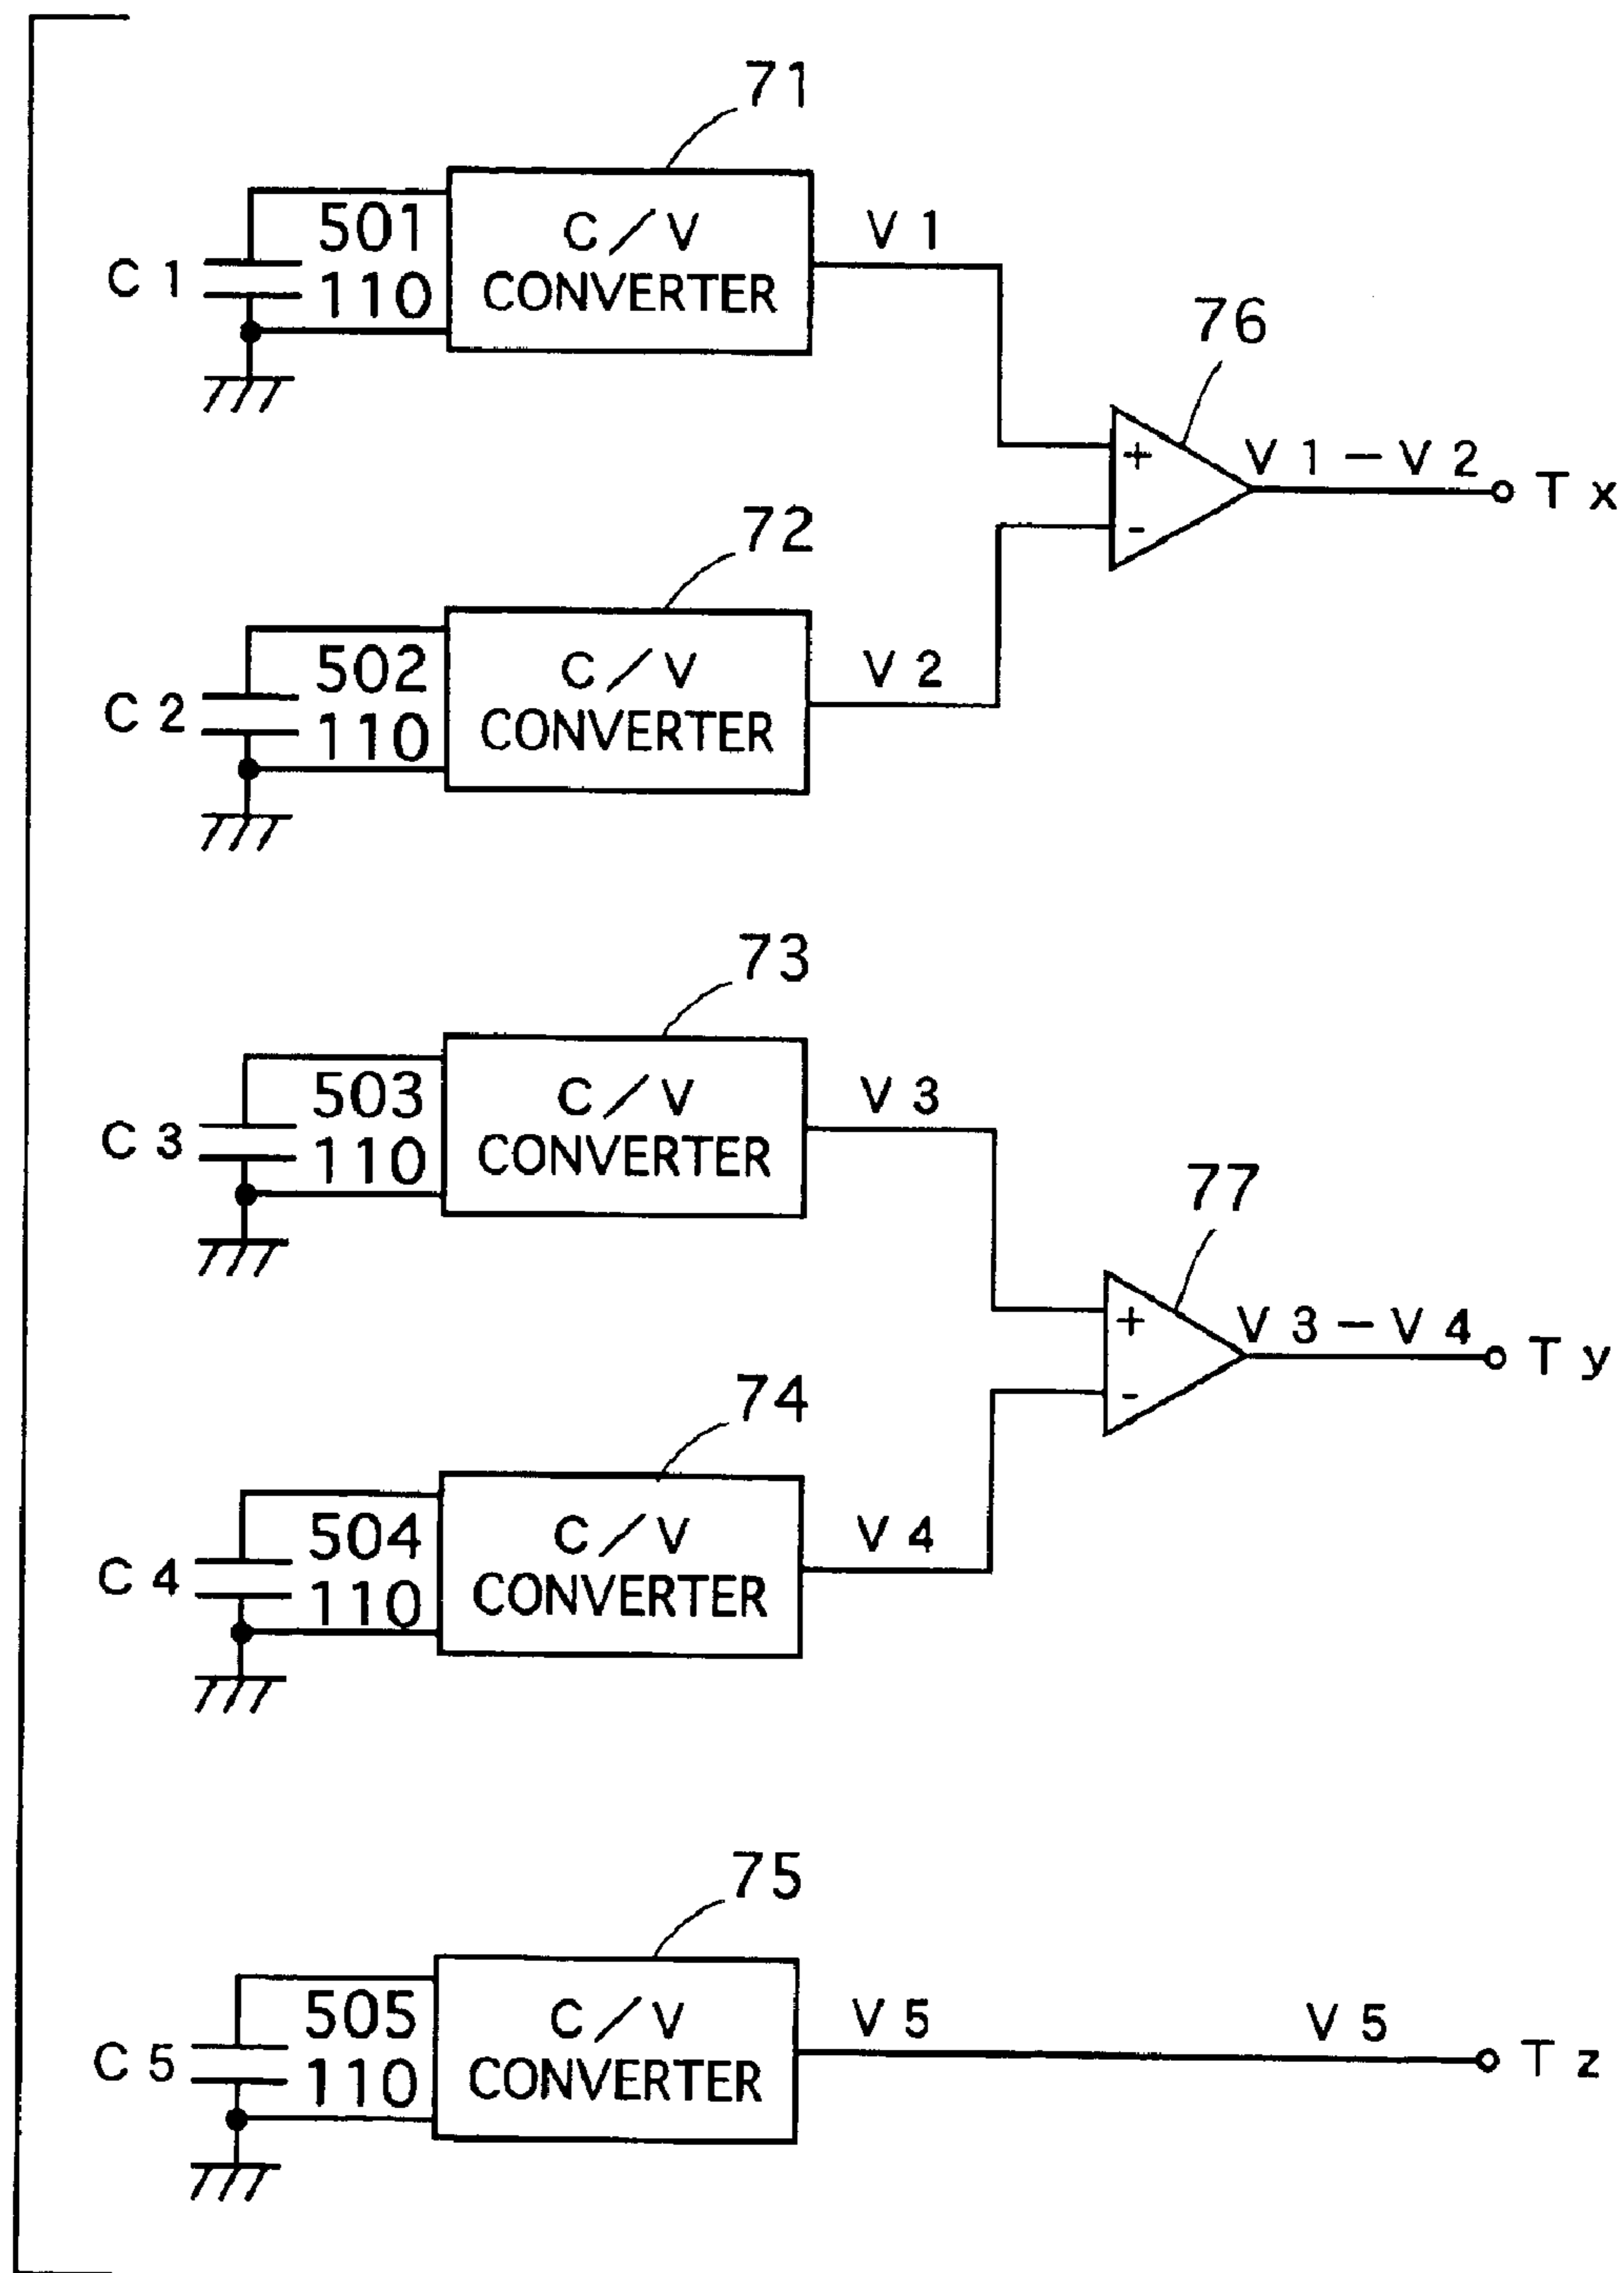 71
501
C / V
V 1
C 1
110
CONVERTER
76
+
V 1 – V 2
T x
-
72
502
C / V
V 2
C 2
110
CONVERTER
73
503
C / V
V 3
C 3
110
CONVERTER
77
+
V 3 – V 4
T y
-
74
504
C / V
V 4
C 4
110
CONVERTER
75
505
C / V
V 5
V 5
C 5
110
CONVERTER
T z